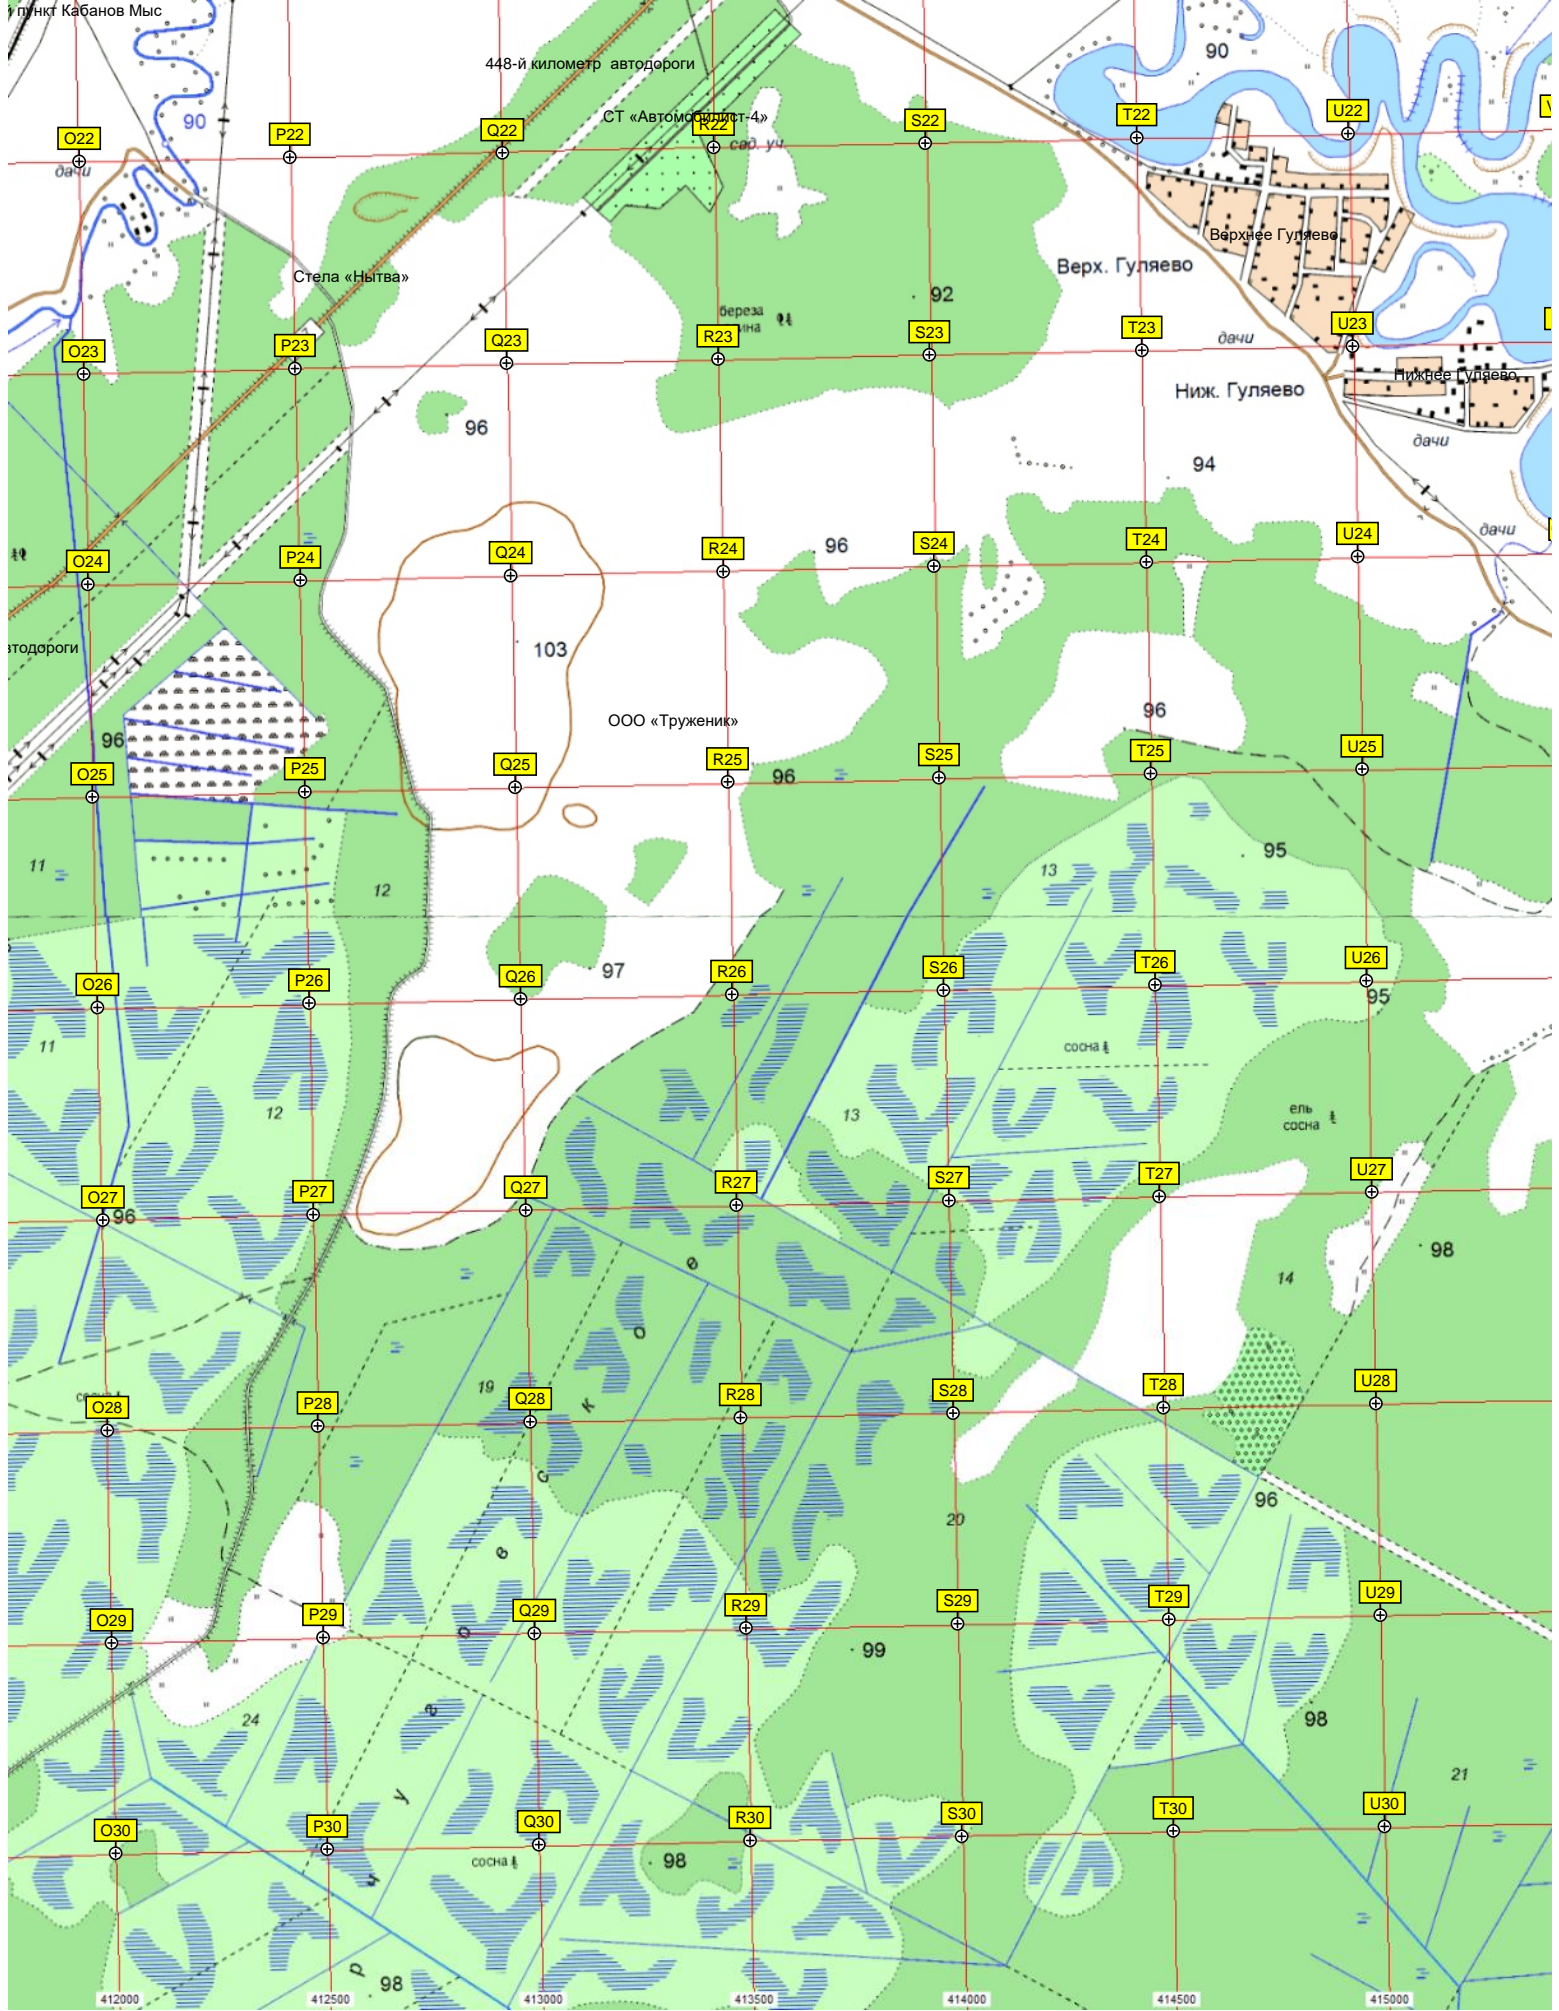 пункт Кабанов Мыс
448-й километр автодороги
90
90
СТ «Автомобилист-4»
O22
P22
Q22
R22
S22
T22
U22
дачи
сад. уч.
Верхнее Гуляево
Верх. Гуляево
Стела «Нытва»
92
береза
O23
P23
Q23
R23
S23
T23
U23
дачи
Нижнее Гуляево
Ниж. Гуляево
96
дачи
94
дачи
O24
P24
Q24
R24
96
S24
T24
U24
103
втодороги
ООО «Труженик»
96
96
O25
P25
Q25
R25
96
S25
T25
U25
11
12
13
95
O26
P26
Q26
97
R26
S26
T26
U26
95
11
сосна
12
13
ель
сосна
O27
96
P27
Q27
R27
S27
T27
U27
98
14
19
O28
P28
Q28
R28
S28
T28
U28
96
20
O29
P29
Q29
R29
S29
T29
U29
99
24
98
21
O30
P30
Q30
R30
S30
T30
U30
сосна
98
98
412000
412500
413000
413500
414000
414500
415000